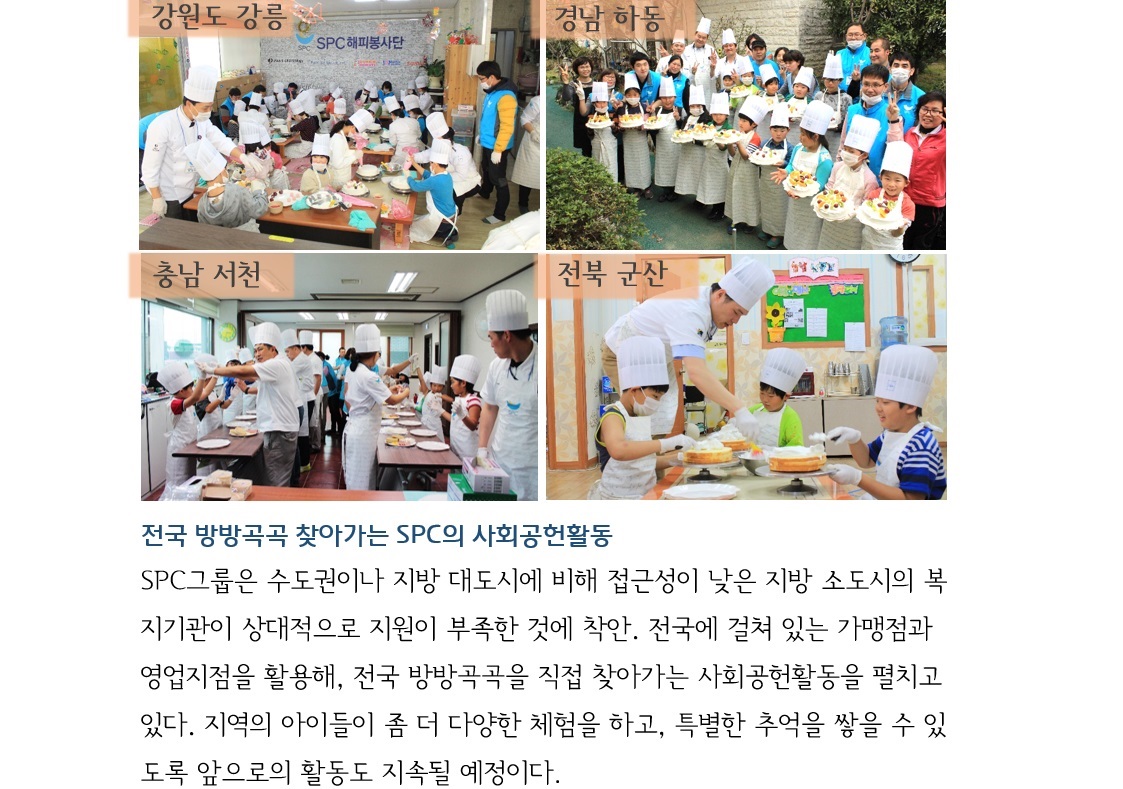 강원도 강릉
SPC해피봉사단
경남 하동
충남 서천
전북 군산
전국 방방곡곡 찾아가는 SPC의 사회공헌활동
SPC그룹은 수도권이나 지방 대도시에 비해 접근성이 낮은 지방 소도시의 복
지기관이 상대적으로 지원이 부족한 것에 착안. 전국에 걸쳐 있는 가맹점과
영업지점을 활용해, 전국 방방곡곡을 직접 찾아가는 사회공헌활동을 펼치고
있다. 지역의 아이들이 좀 더 다양한 체험을 하고, 특별한 추억을 쌓을 수 있
도록 앞으로의 활동도 지속될 예정이다.